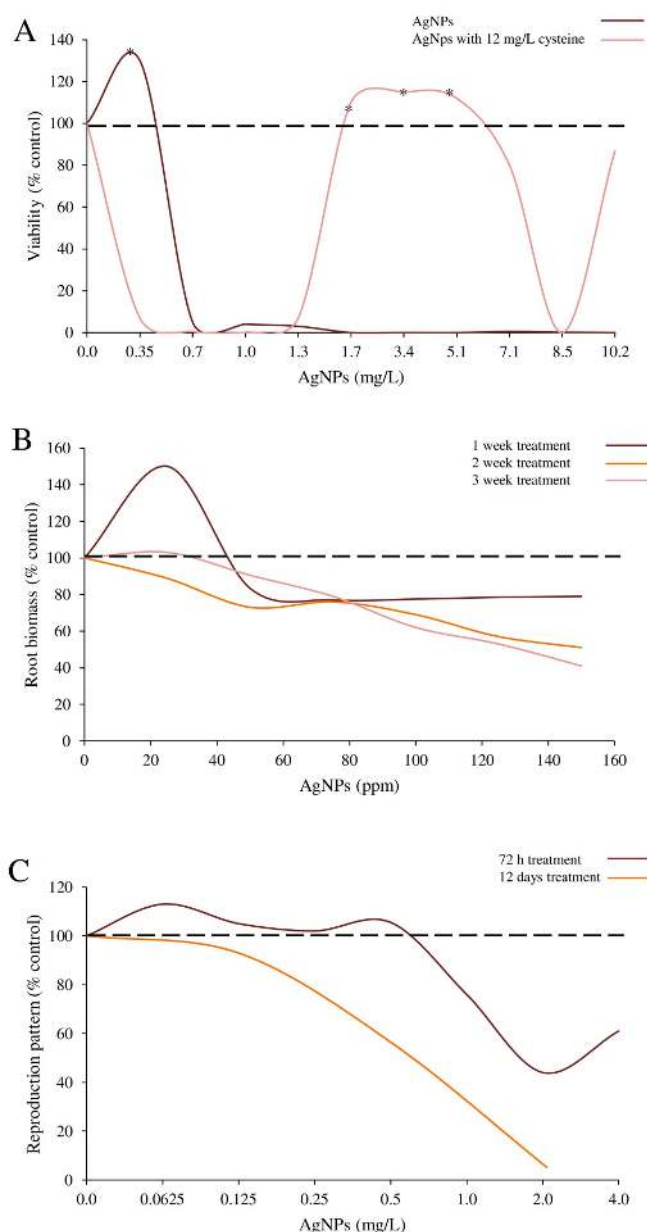 A
AgNPs
AgNps with 12 mg/L cysteine
Viability (% control)
140
120
100
80
60
40
20
0
0.0 0.35 0.7 1.0 1.3 1.7 3.4 5.1 7.1 8.5 10.2
AgNPs (mg/L)
*
*
*
*
B
1 week treatment
2 week treatment
3 week treatment
Root biomass (% control)
160
140
120
100
80
60
40
20
0
0 20 40 60 80 100 120 140 160
AgNPs (ppm)
C
72 h treatment
12 days treatment
Reproduction pattern (% control)
120
100
80
60
40
20
0
0.0 0.0625 0.125 0.25 0.5 1.0 2.0 4.0
AgNPs (mg/L)